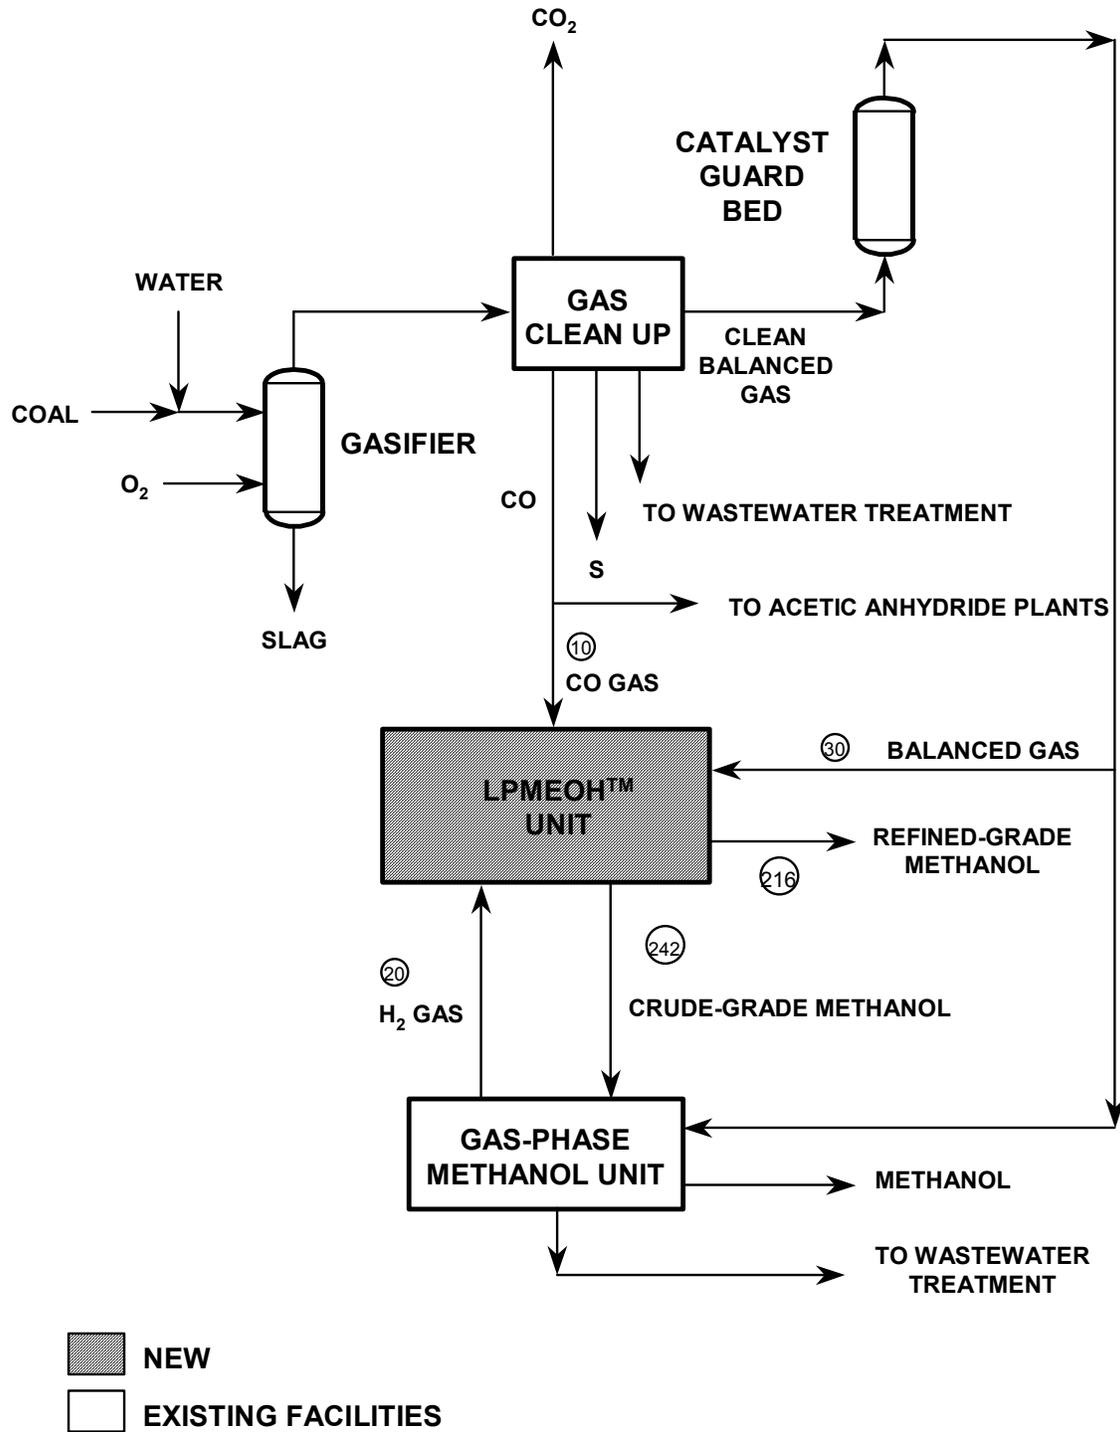 CO₂
CATALYST
GUARD
BED
WATER
GAS
CLEAN UP
CLEAN
BALANCED
GAS
COAL
GASIFIER
O₂
CO
TO WASTEWATER TREATMENT
S
TO ACETIC ANHYDRIDE PLANTS
SLAG
10
CO GAS
30 BALANCED GAS
LPMEOH™
UNIT
REFINED-GRADE
METHANOL
216
242
20
H₂ GAS
CRUDE-GRADE METHANOL
GAS-PHASE
METHANOL UNIT
METHANOL
TO WASTEWATER
TREATMENT
NEW
EXISTING FACILITIES